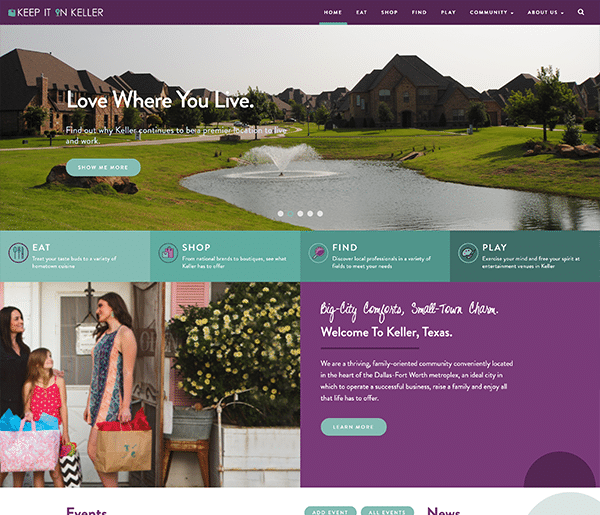 KEEP IT IN KELLER
HOME EAT SHOP FIND PLAY COMMUNITY ABOUT US
Love Where You Live.
Find out why Keller continues to be a premier location to live
and work.
SHOW ME MORE
EAT
Treat your taste buds to a variety of
hometown cuisine
SHOP
From national brands to boutiques, see what
Keller has to offer
FIND
Discover local professionals in a variety of
fields to meet your needs
PLAY
Exercise your mind and free your spirit at
entertainment venues in Keller
Big-City Comforts, Small-Town Charm.
Welcome To Keller, Texas.
We are a thriving, family-oriented community conveniently located
in the heart of the Dallas-Fort Worth metroplex, an ideal city in
which to operate a successful business, raise a family and enjoy all
that life has to offer.
LEARN MORE
Events ADD EVENT ALL EVENTS News